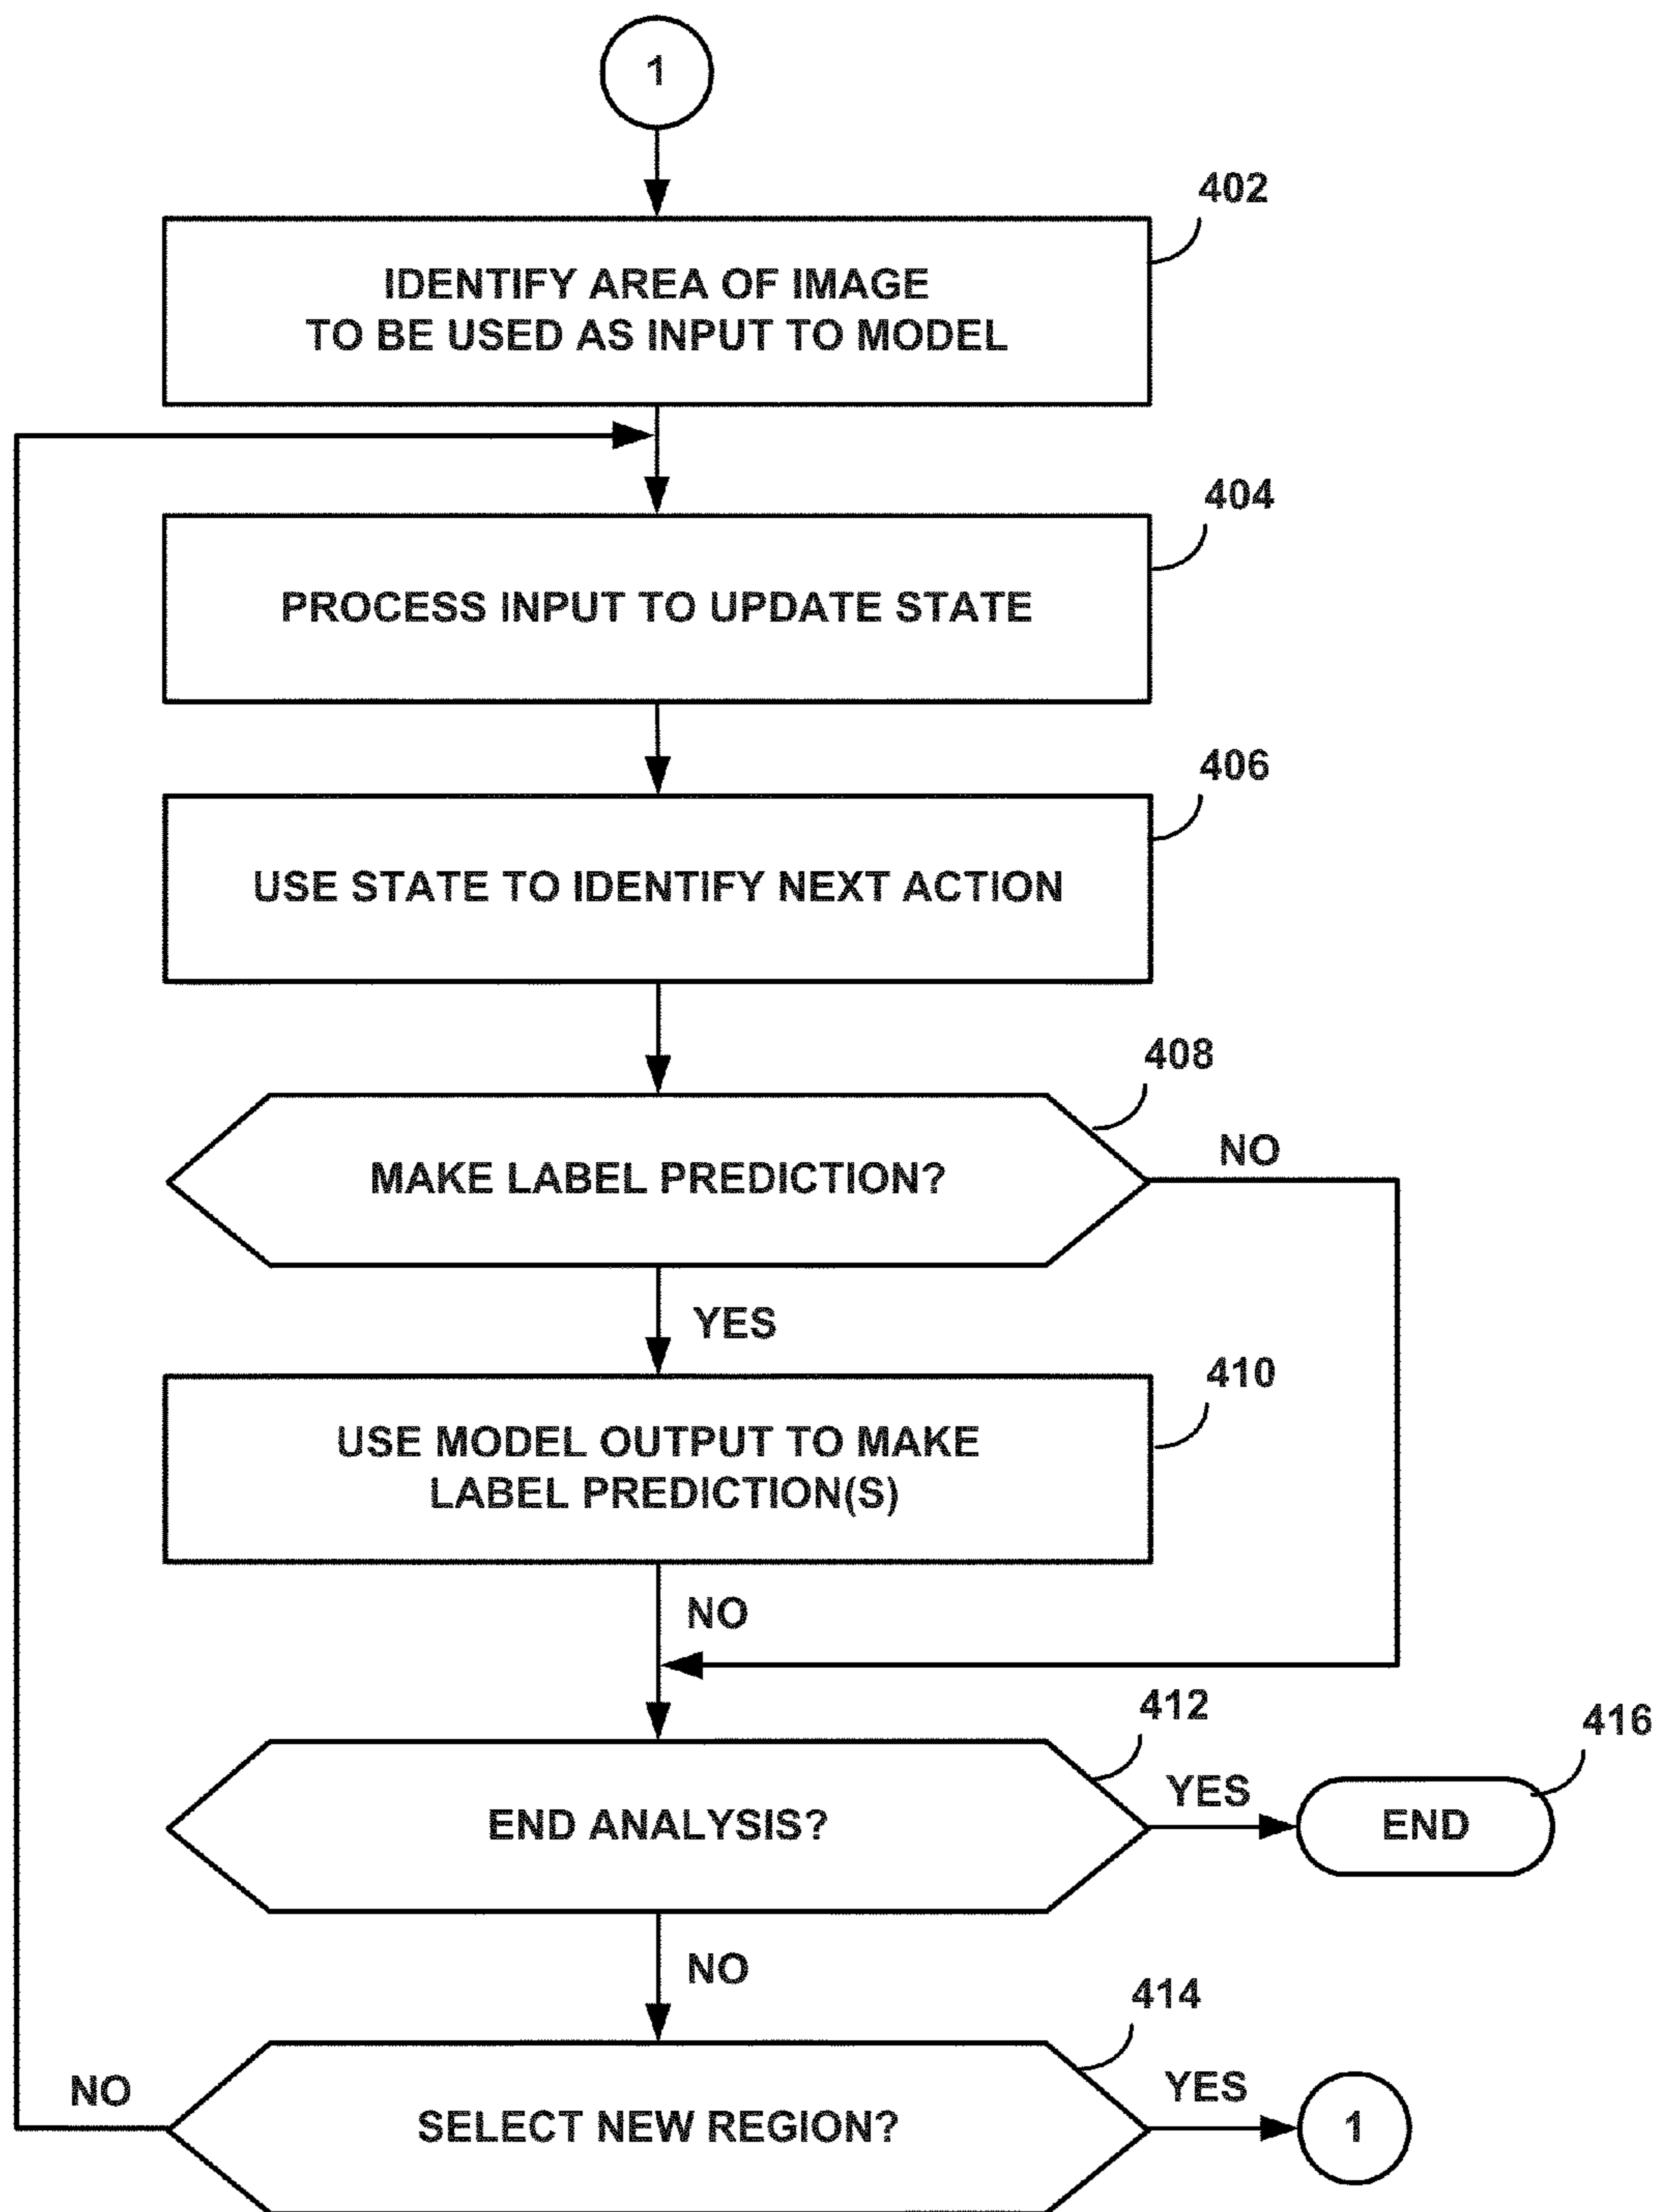 1
402
IDENTIFY AREA OF IMAGE
TO BE USED AS INPUT TO MODEL
404
PROCESS INPUT TO UPDATE STATE
406
USE STATE TO IDENTIFY NEXT ACTION
408
MAKE LABEL PREDICTION?
NO
YES
410
USE MODEL OUTPUT TO MAKE
LABEL PREDICTION(S)
NO
412
END ANALYSIS?
YES
416
END
NO
414
SELECT NEW REGION?
NO
YES
1